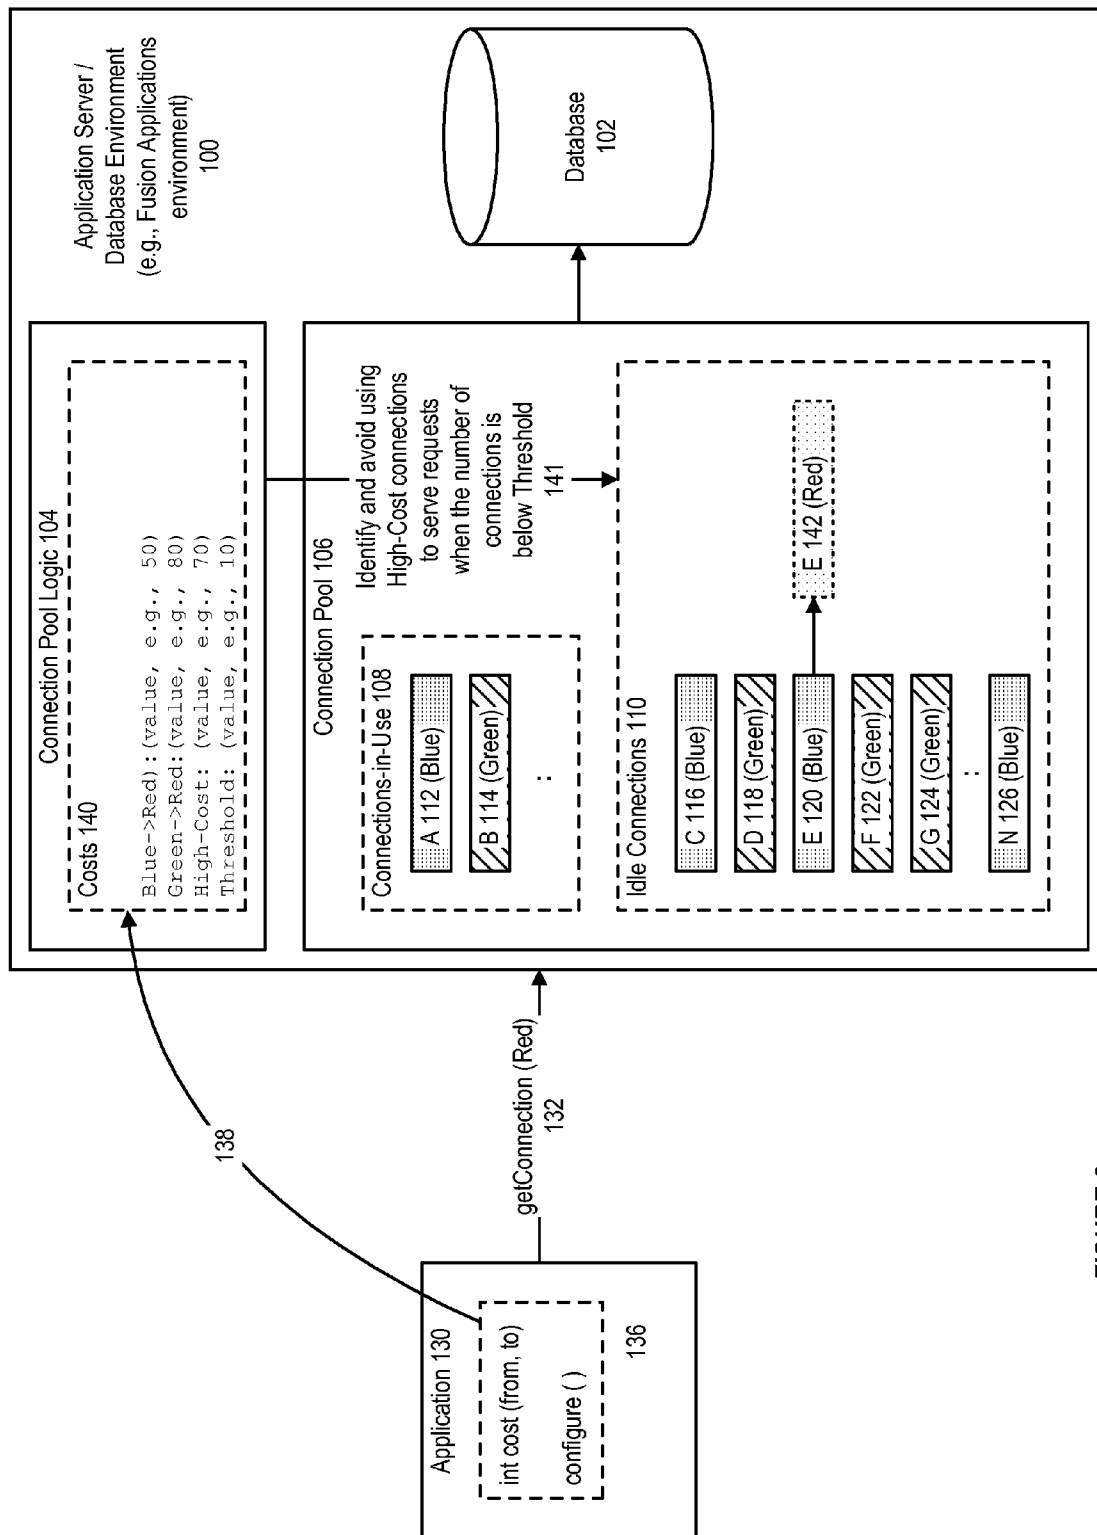 Application Server /
Database Environment
(e.g., Fusion Applications
environment)
100
Connection Pool Logic 104
Costs 140
Blue->Red):(value, e.g., 50)
Green->Red:(value, e.g., 80)
High-Cost: (value, e.g., 70)
Threshold: (value, e.g., 10)
Connection Pool 106
Identify and avoid using
High-Cost connections
to serve requests
when the number of
connections is
below Threshold
141
Connections-in-Use 108
A 112 (Blue)
B 114 (Green)
:
Idle Connections 110
C 116 (Blue)
D 118 (Green)
E 120 (Blue)
E 142 (Red)
F 122 (Green)
G 124 (Green)
:
N 126 (Blue)
Database
102
138
getConnection (Red)
132
Application 130
int cost (from, to)
configure ( )
136